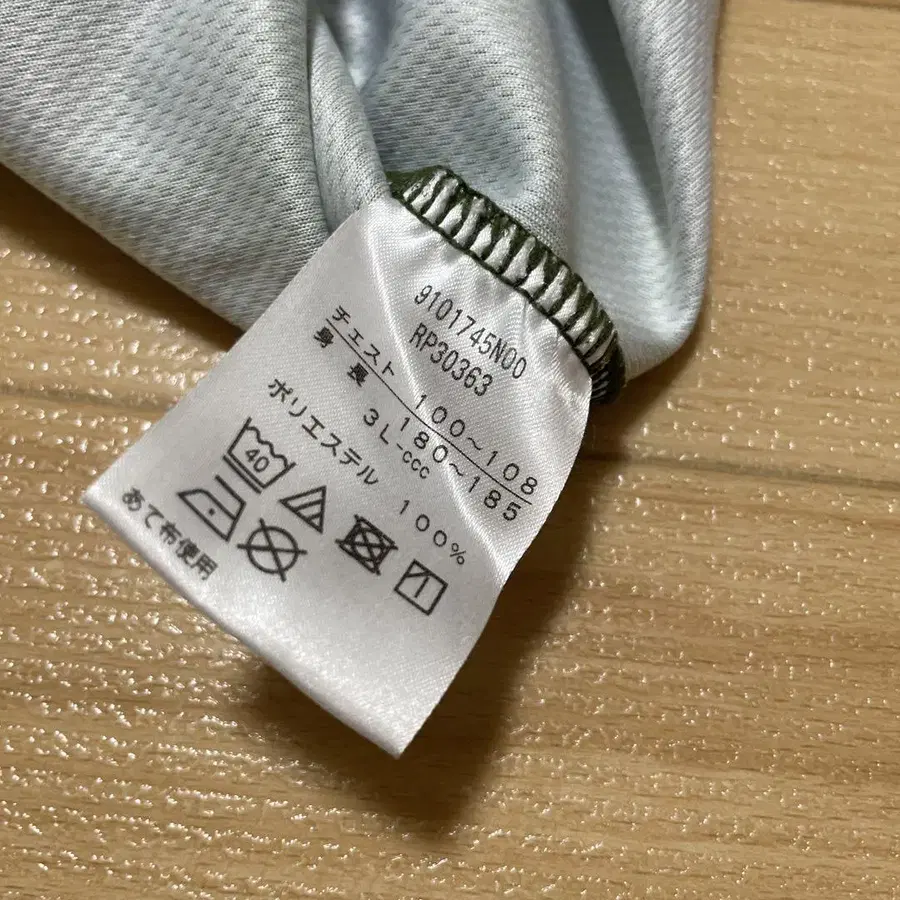 9101745N00
RP30363
チェスト 100～108
身長 180～185
3L-ccc
ポリエステル 100%
40
あて布使用